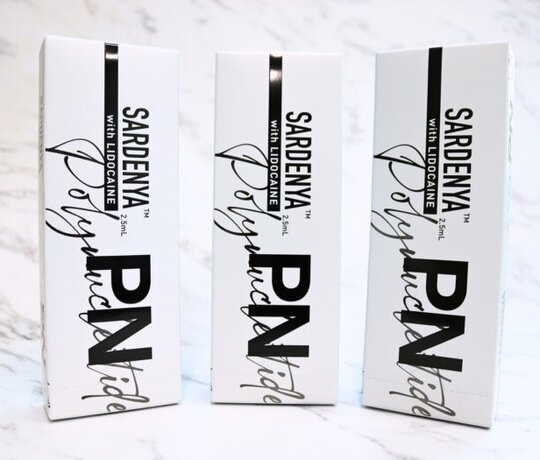 SARDENYA™
with LIDOCAINE
2.5mL
Polynucleotide
PN
SARDENYA™
with LIDOCAINE
2.5mL
Polynucleotide
PN
SARDENYA™
with LIDOCAINE
2.5mL
Polynucleotide
PN